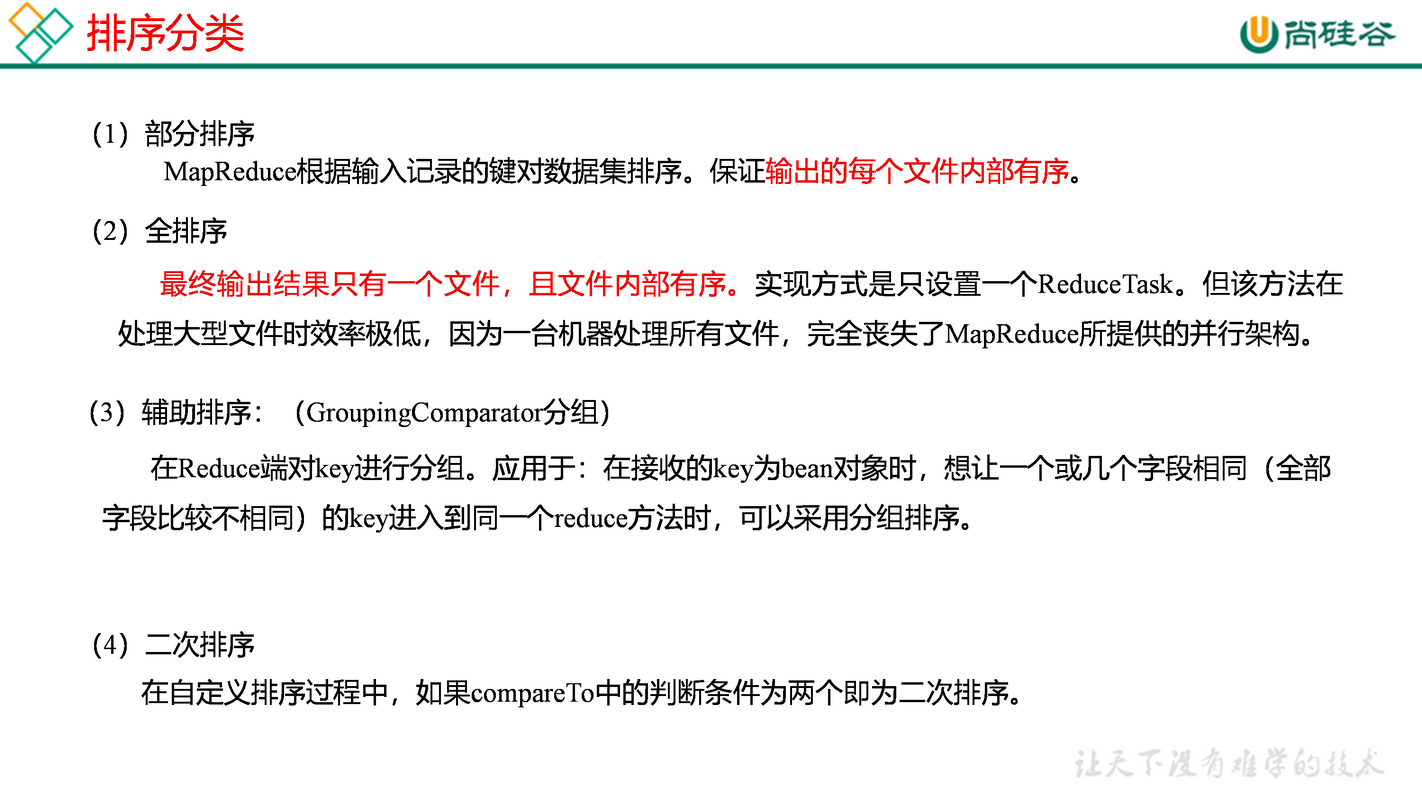 排序分类
尚硅谷
（1）部分排序
MapReduce根据输入记录的键对数据集排序。保证输出的每个文件内部有序。
（2）全排序
最终输出结果只有一个文件，且文件内部有序。实现方式是只设置一个ReduceTask。但该方法在
处理大型文件时效率极低，因为一台机器处理所有文件，完全丧失了MapReduce所提供的并行架构。
（3）辅助排序：（GroupingComparator分组）
在Reduce端对key进行分组。应用于：在接收的key为bean对象时，想让一个或几个字段相同（全部
字段比较不相同）的key进入到同一个reduce方法时，可以采用分组排序。
（4）二次排序
在自定义排序过程中，如果compareTo中的判断条件为两个即为二次排序。
让天下没有难学的技术